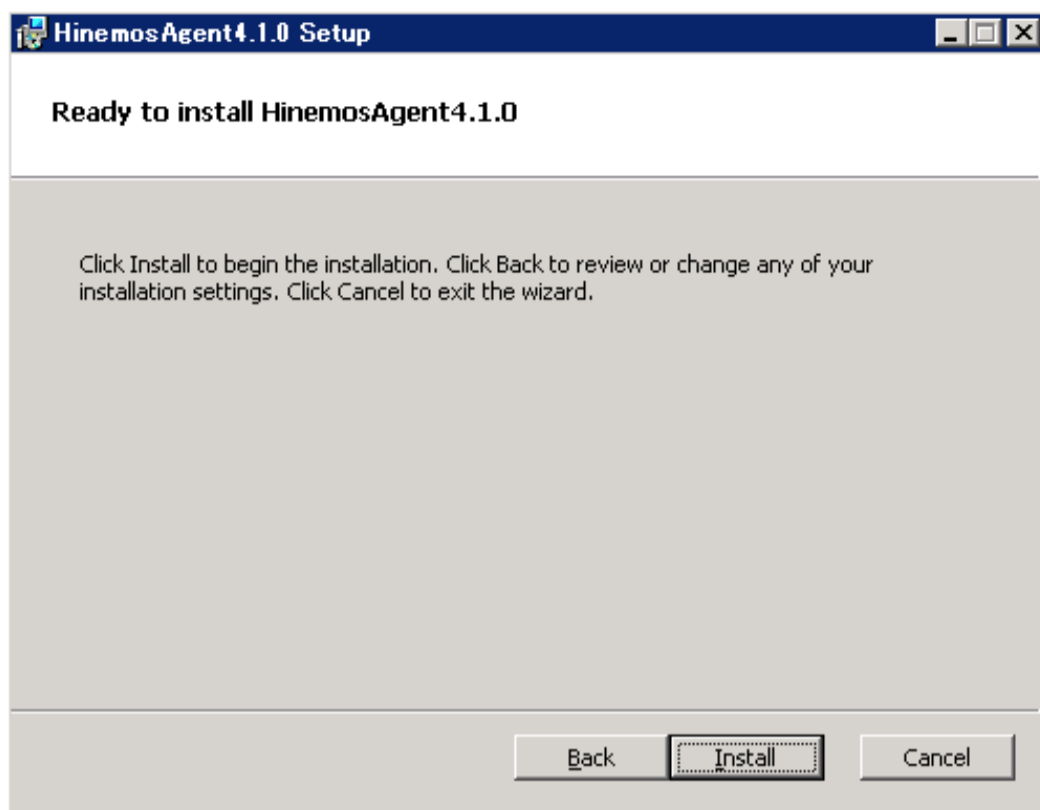 HinemosAgent4.1.0 Setup
Ready to install HinemosAgent4.1.0
Click Install to begin the installation. Click Back to review or change any of your
installation settings. Click Cancel to exit the wizard.
Back
Install
Cancel